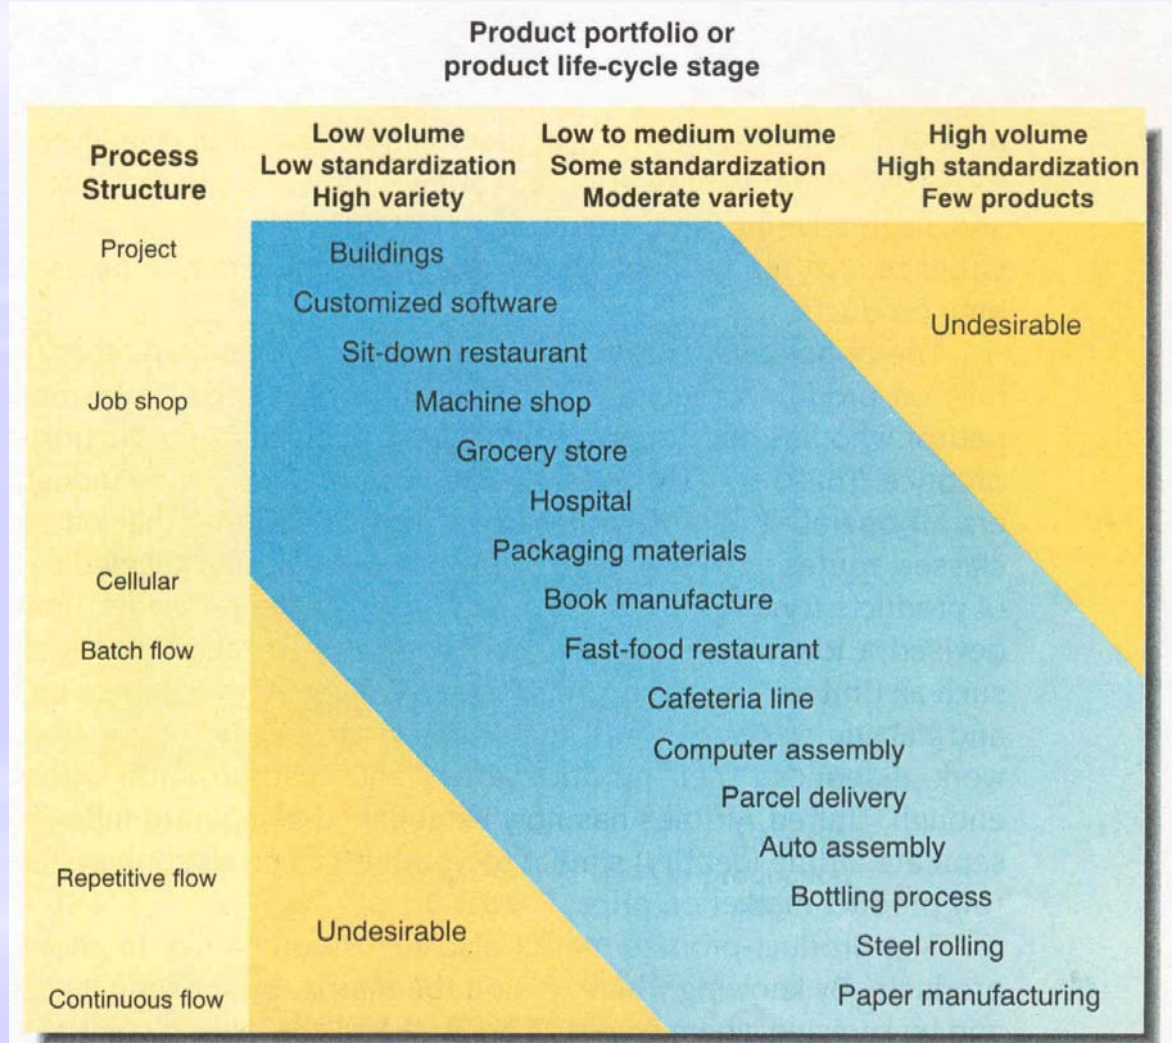 Product portfolio or
product life-cycle stage
Process
Structure
Low volume
Low standardization
High variety
Low to medium volume
Some standardization
Moderate variety
High volume
High standardization
Few products
Project
Buildings
Customized software
Undesirable
Sit-down restaurant
Job shop
Machine shop
Grocery store
Hospital
Packaging materials
Cellular
Book manufacture
Batch flow
Fast-food restaurant
Cafeteria line
Computer assembly
Parcel delivery
Auto assembly
Repetitive flow
Bottling process
Undesirable
Steel rolling
Continuous flow
Paper manufacturing